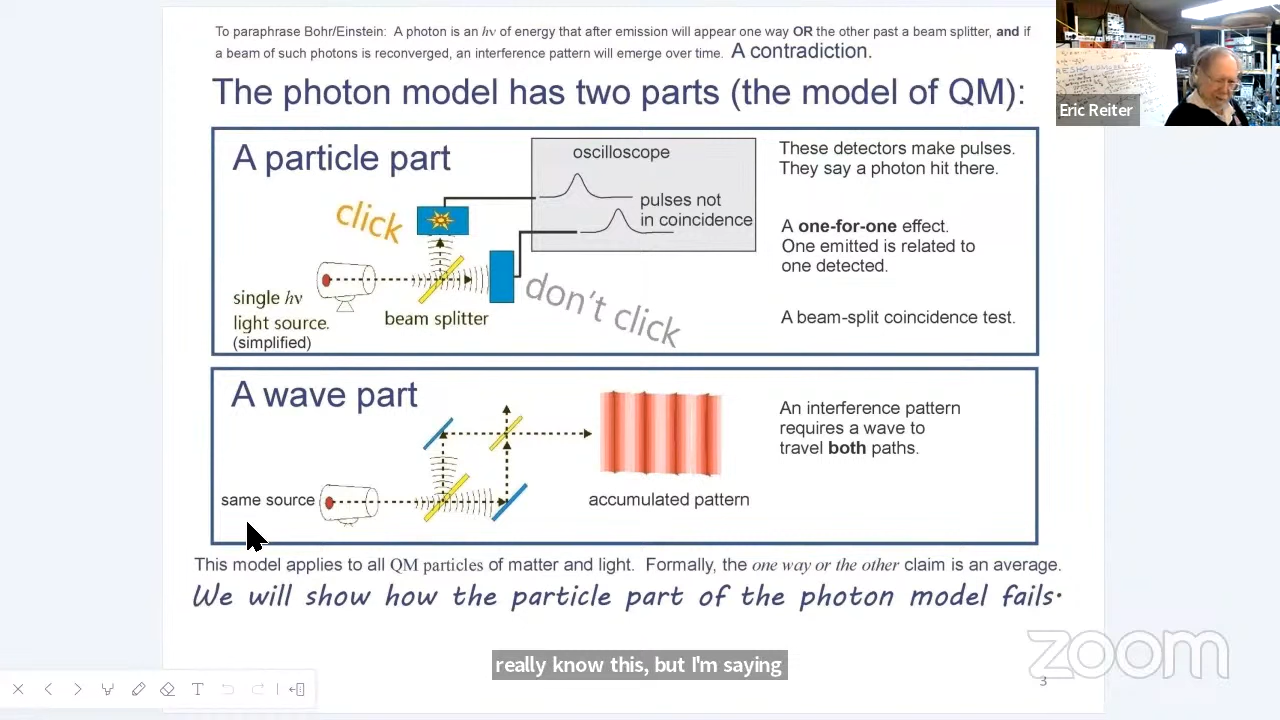 To paraphrase Bohr/Einstein: A photon is an hν of energy that after emission will appear one way OR the other past a beam splitter, and if
a beam of such photons is rejoined, an interference pattern will emerge over time. A contradiction.
The photon model has two parts (the model of QM):
Eric Reiter
A particle part
oscilloscope
pulses not
in coincidence
click
don't click
single hν
light source.
(simplified)
beam splitter
These detectors make pulses.
They say a photon hit there.
A one-for-one effect.
One emitted is related to
one detected.
A beam-split coincidence test.
A wave part
same source
accumulated pattern
An interference pattern
requires a wave to
travel both paths.
This model applies to all QM particles of matter and light. Formally, the one way or the other claim is an average.
We will show how the particle part of the photon model fails.
really know this, but I'm saying
zoom
3
T